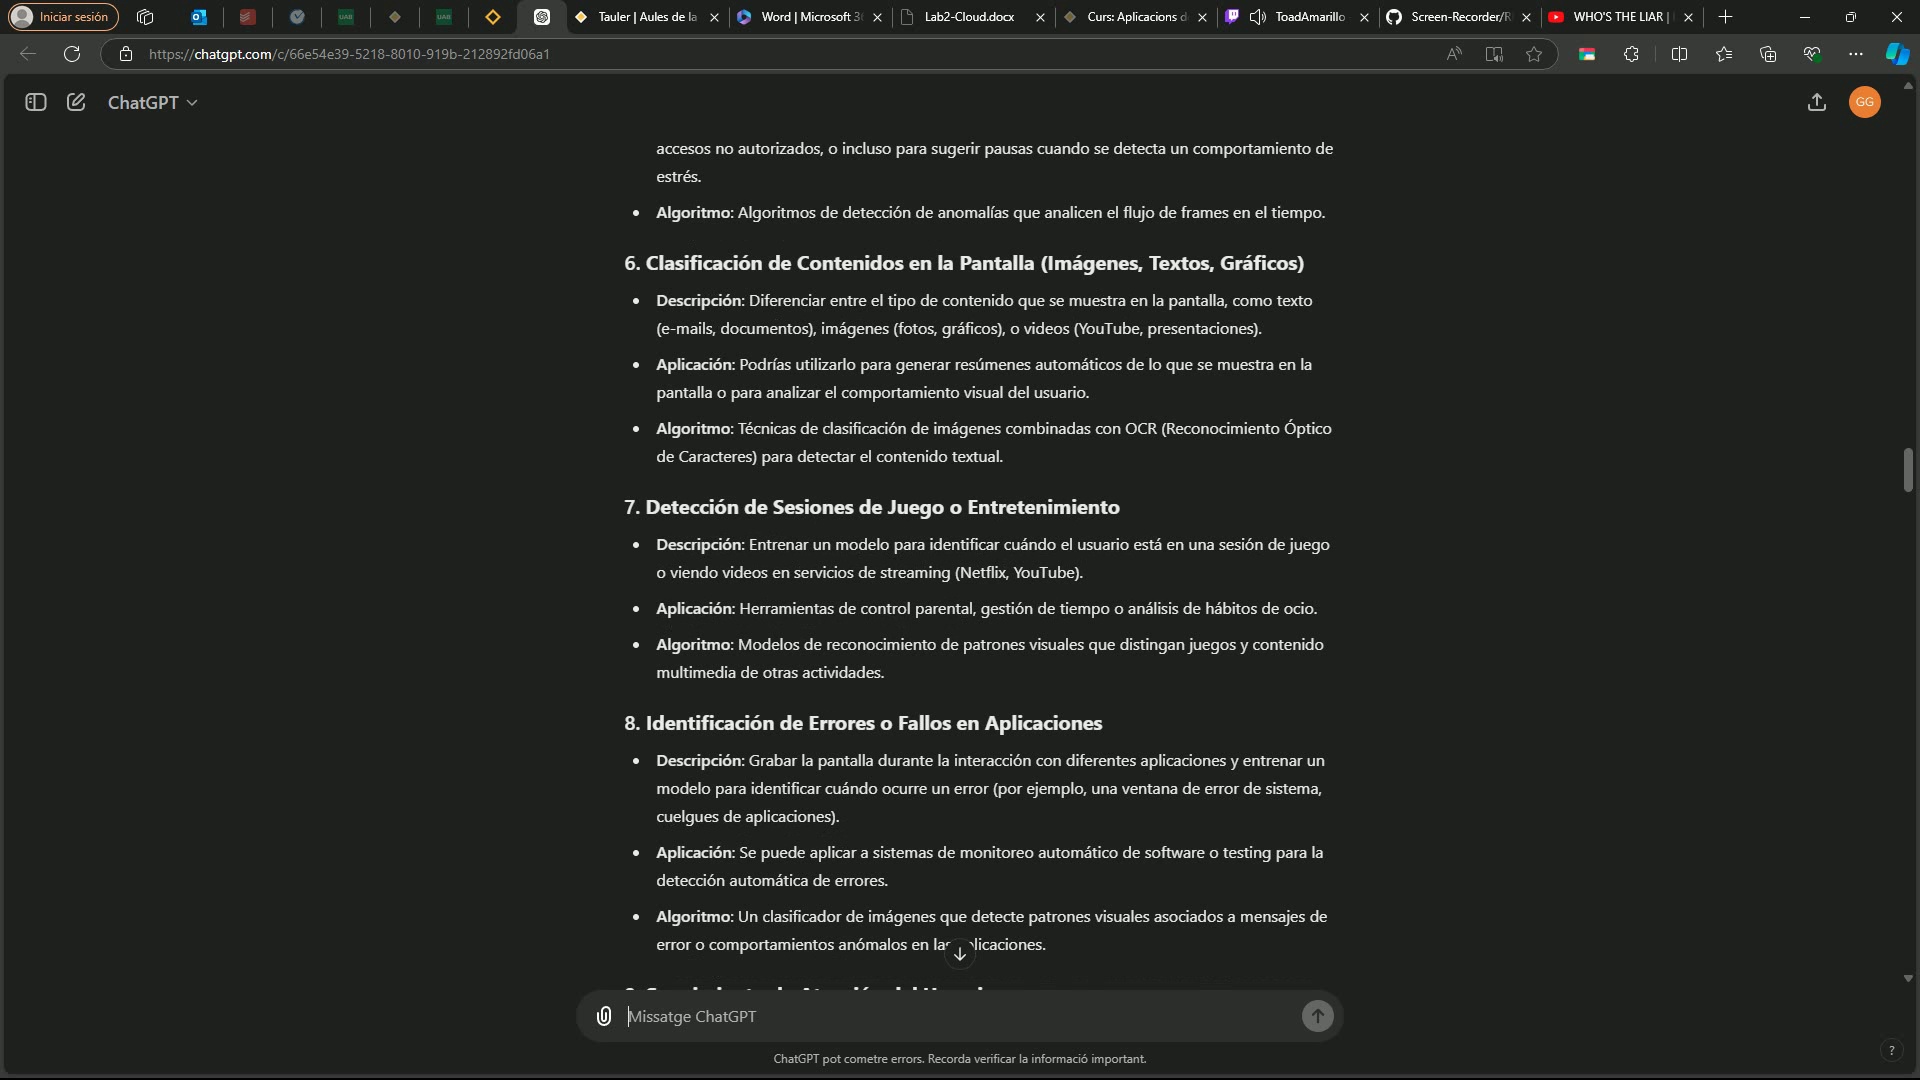 Iniciar sesión
UAB
UAB
Tauler | Aules de la
Word | Microsoft 3
Lab2-Cloud.docx
Curs: Aplicacions d
ToadAmarillo
Screen-Recorder/R
WHO'S THE LIAR |
https://chatgpt.com/c/66e54e39-5218-8010-919b-212892fd06a1
ChatGPT
GG
accesos no autorizados, o incluso para sugerir pausas cuando se detecta un comportamiento de
estrés.
• Algoritmo: Algoritmos de detección de anomalías que analicen el flujo de frames en el tiempo.
6. Clasificación de Contenidos en la Pantalla (Imágenes, Textos, Gráficos)
• Descripción: Diferenciar entre el tipo de contenido que se muestra en la pantalla, como texto
(e-mails, documentos), imágenes (fotos, gráficos), o videos (YouTube, presentaciones).
• Aplicación: Podrías utilizarlo para generar resúmenes automáticos de lo que se muestra en la
pantalla o para analizar el comportamiento visual del usuario.
• Algoritmo: Técnicas de clasificación de imágenes combinadas con OCR (Reconocimiento Óptico
de Caracteres) para detectar el contenido textual.
7. Detección de Sesiones de Juego o Entretenimiento
• Descripción: Entrenar un modelo para identificar cuándo el usuario está en una sesión de juego
o viendo videos en servicios de streaming (Netflix, YouTube).
• Aplicación: Herramientas de control parental, gestión de tiempo o análisis de hábitos de ocio.
• Algoritmo: Modelos de reconocimiento de patrones visuales que distingan juegos y contenido
multimedia de otras actividades.
8. Identificación de Errores o Fallos en Aplicaciones
• Descripción: Grabar la pantalla durante la interacción con diferentes aplicaciones y entrenar un
modelo para identificar cuándo ocurre un error (por ejemplo, una ventana de error de sistema,
cuelgues de aplicaciones).
• Aplicación: Se puede aplicar a sistemas de monitoreo automático de software o testing para la
detección automática de errores.
• Algoritmo: Un clasificador de imágenes que detecte patrones visuales asociados a mensajes de
error o comportamientos anómalos en las licaciones.
Missatge ChatGPT
ChatGPT pot cometre errors. Recorda verificar la informació important.
?